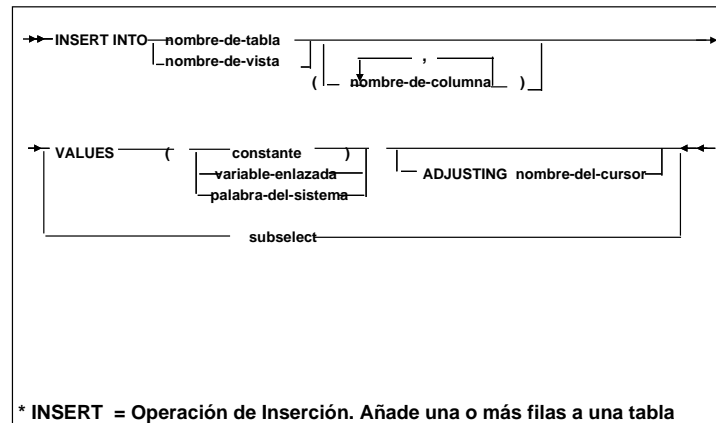 INSERT INTO nombre-de-tabla
nombre-de-vista
,
( nombre-de-columna )
VALUES ( constante )
variable-enlazada
palabra-del-sistema
ADJUSTING nombre-del-cursor
subselect
* INSERT = Operación de Inserción. Añade una o más filas a una tabla